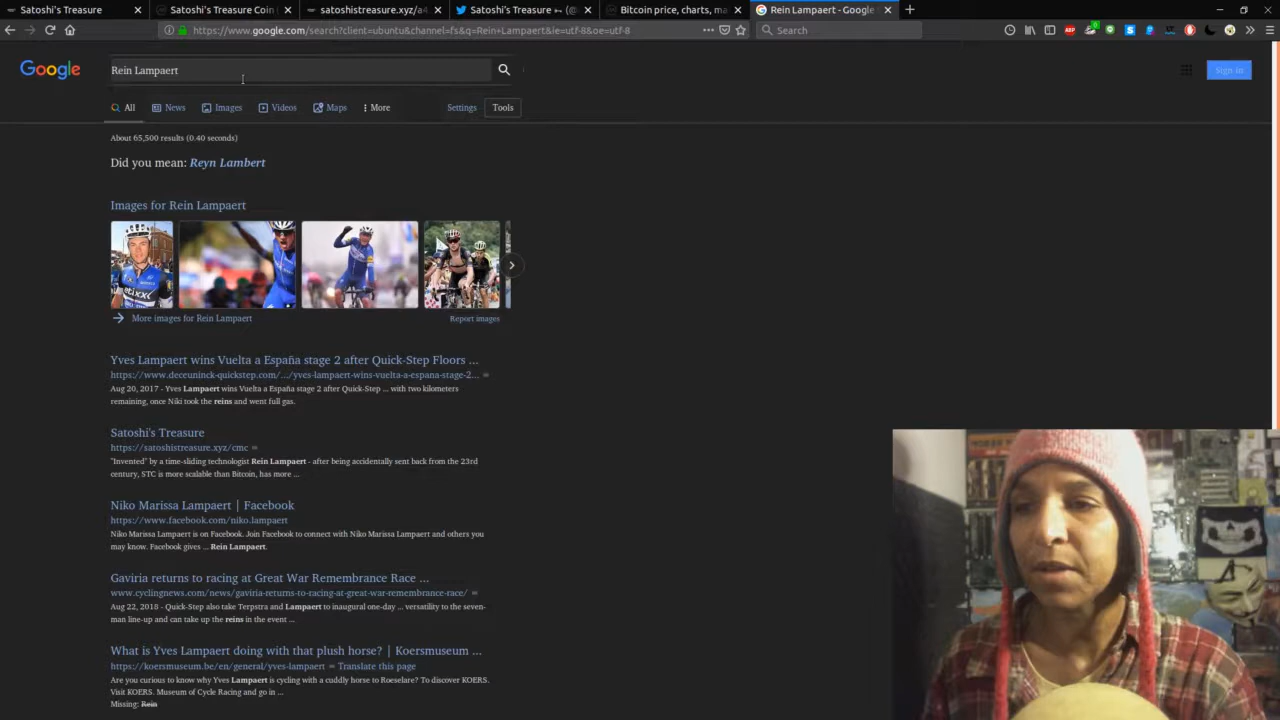 Satoshi's Treasure
Satoshi's Treasure Coin
satoshistreasure.xyz/a4
Satoshi's Treasure
Bitcoin price, charts, ma
Rein Lampaert - Google
https://www.google.com/search?client=ubuntu&channel=fs&q=Rein+Lampaert&ie=utf-8&oe=utf-8
Search
Google
Rein Lampaert
Sign in
All
News
Images
Videos
Maps
More
Settings
Tools
About 65,500 results (0.40 seconds)
Did you mean: Reyn Lambert
Images for Rein Lampaert
More images for Rein Lampaert
Report images
Yves Lampaert wins Vuelta a España stage 2 after Quick-Step Floors ...
https://www.deceuninck-quickstep.com/.../yves-lampaert-wins-vuelta-a-espana-stage-2...
Aug 20, 2017 - Yves Lampaert wins Vuelta a España stage 2 after Quick-Step ... with two kilometers
remaining, once Niki took the reins and went full gas.
Satoshi's Treasure
https://satoshistreasure.xyz/cmc
"Invented" by a time-sliding technologist Rein Lampaert - after being accidentally sent back from the 23rd
century, STC is more scalable than Bitcoin, has more ...
Niko Marissa Lampaert | Facebook
https://www.facebook.com/niko.lampaert
Niko Marissa Lampaert is on Facebook. Join Facebook to connect with Niko Marissa Lampaert and others you
may know. Facebook gives ... Rein Lampaert.
Gaviria returns to racing at Great War Remembrance Race ...
www.cyclingnews.com/news/gaviria-returns-to-racing-at-great-war-remembrance-race/
Aug 22, 2018 - Quick-Step also take Terpstra and Lampaert to inaugural one-day ... versatility to the seven-
man line-up and can take up the reins in the event ...
What is Yves Lampaert doing with that plush horse? | Koersmuseum ...
https://koersmuseum.be/en/general/yves-lampaert
Translate this page
Are you curious to know why Yves Lampaert is cycling with a cuddly horse to Roeselare? To discover KOERS.
Visit KOERS. Museum of Cycle Racing and go in ...
Missing: Rein